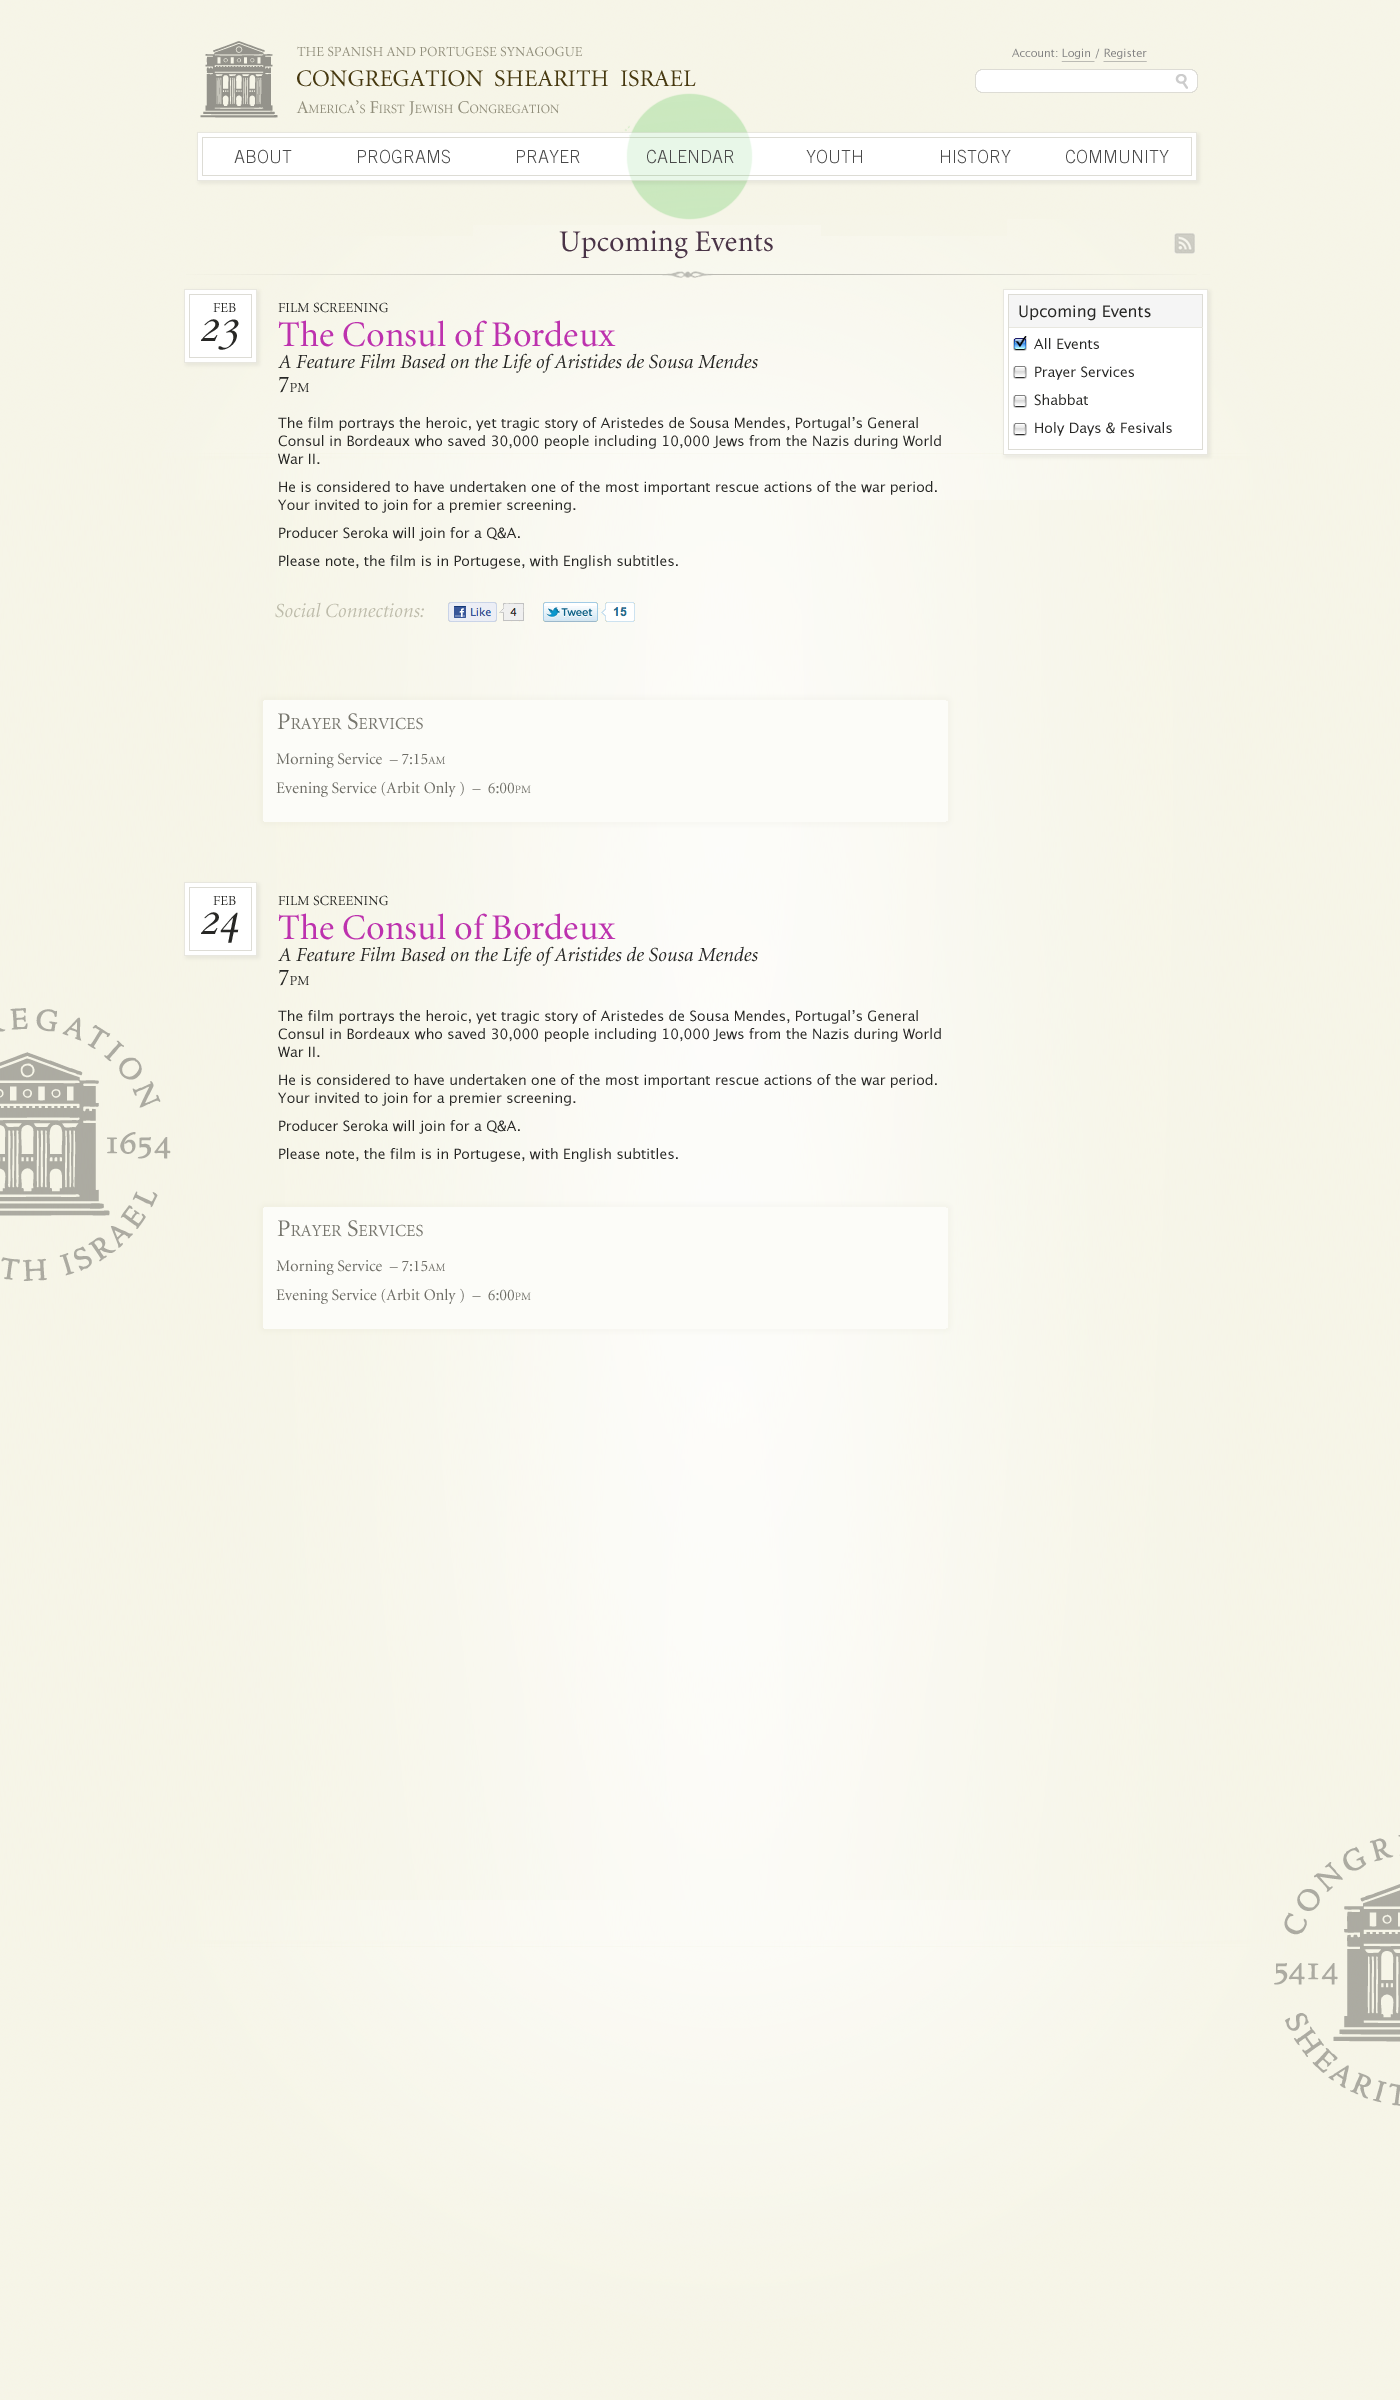 THE SPANISH AND PORTUGESE SYNAGOGUE
CONGREGATION SHEARITH ISRAEL
America's First Jewish Congregation
Account: Login / Register
ABOUT PROGRAMS PRAYER CALENDAR YOUTH HISTORY COMMUNITY
Upcoming Events
FEB
23
FILM SCREENING
The Consul of Bordeux
A Feature Film Based on the Life of Aristides de Sousa Mendes
7PM
The film portrays the heroic, yet tragic story of Aristedes de Sousa Mendes, Portugal's General
Consul in Bordeaux who saved 30,000 people including 10,000 Jews from the Nazis during World
War II.
He is considered to have undertaken one of the most important rescue actions of the war period.
Your invited to join for a premier screening.
Producer Seroka will join for a Q&A.
Please note, the film is in Portugese, with English subtitles.
Social Connections: Like 4 Tweet 15
Upcoming Events
All Events
Prayer Services
Shabbat
Holy Days & Fesivals
Prayer Services
Morning Service – 7:15AM
Evening Service (Arbit Only ) – 6:00PM
FEB
24
FILM SCREENING
The Consul of Bordeux
A Feature Film Based on the Life of Aristides de Sousa Mendes
7PM
The film portrays the heroic, yet tragic story of Aristedes de Sousa Mendes, Portugal's General
Consul in Bordeaux who saved 30,000 people including 10,000 Jews from the Nazis during World
War II.
He is considered to have undertaken one of the most important rescue actions of the war period.
Your invited to join for a premier screening.
Producer Seroka will join for a Q&A.
Please note, the film is in Portugese, with English subtitles.
Prayer Services
Morning Service – 7:15AM
Evening Service (Arbit Only ) – 6:00PM
EGATION
1654
TH ISRAEL
CONGR
5414
SHEARIT